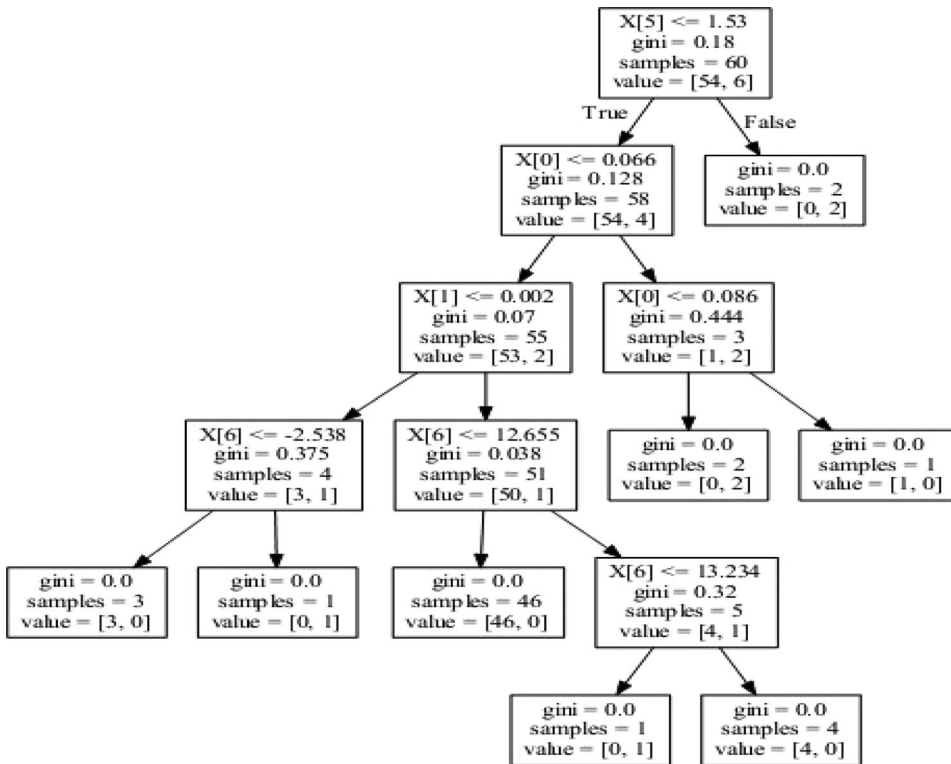 X[5] <= 1.53
gini = 0.18
samples = 60
value = [54, 6]
True
False
X[0] <= 0.066
gini = 0.128
samples = 58
value = [54, 4]
gini = 0.0
samples = 2
value = [0, 2]
X[1] <= 0.002
gini = 0.07
samples = 55
value = [53, 2]
X[0] <= 0.086
gini = 0.444
samples = 3
value = [1, 2]
X[6] <= -2.538
gini = 0.375
samples = 4
value = [3, 1]
X[6] <= 12.655
gini = 0.038
samples = 51
value = [50, 1]
gini = 0.0
samples = 2
value = [0, 2]
gini = 0.0
samples = 1
value = [1, 0]
gini = 0.0
samples = 3
value = [3, 0]
gini = 0.0
samples = 1
value = [0, 1]
gini = 0.0
samples = 46
value = [46, 0]
X[6] <= 13.234
gini = 0.32
samples = 5
value = [4, 1]
gini = 0.0
samples = 1
value = [0, 1]
gini = 0.0
samples = 4
value = [4, 0]